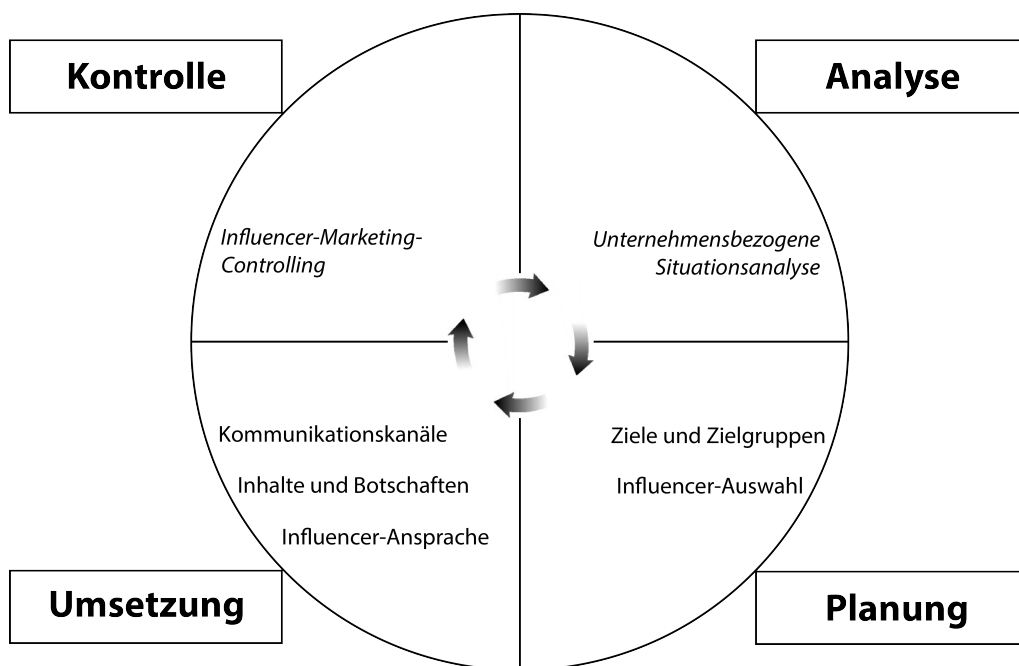 Kontrolle
Analyse
Influencer-Marketing-
Controlling
Unternehmensbezogene
Situationsanalyse
Kommunikationskanäle
Inhalte und Botschaften
Influencer-Ansprache
Ziele und Zielgruppen
Influencer-Auswahl
Umsetzung
Planung